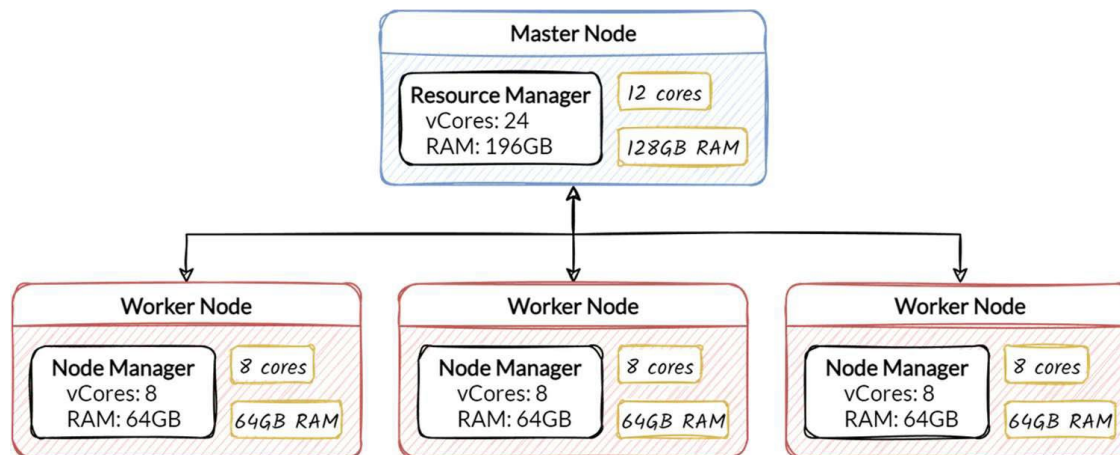 Master Node
Resource Manager
vCores: 24
RAM: 196GB
12 cores
128GB RAM
Worker Node
Node Manager
vCores: 8
RAM: 64GB
8 cores
64GB RAM
Worker Node
Node Manager
vCores: 8
RAM: 64GB
8 cores
64GB RAM
Worker Node
Node Manager
vCores: 8
RAM: 64GB
8 cores
64GB RAM